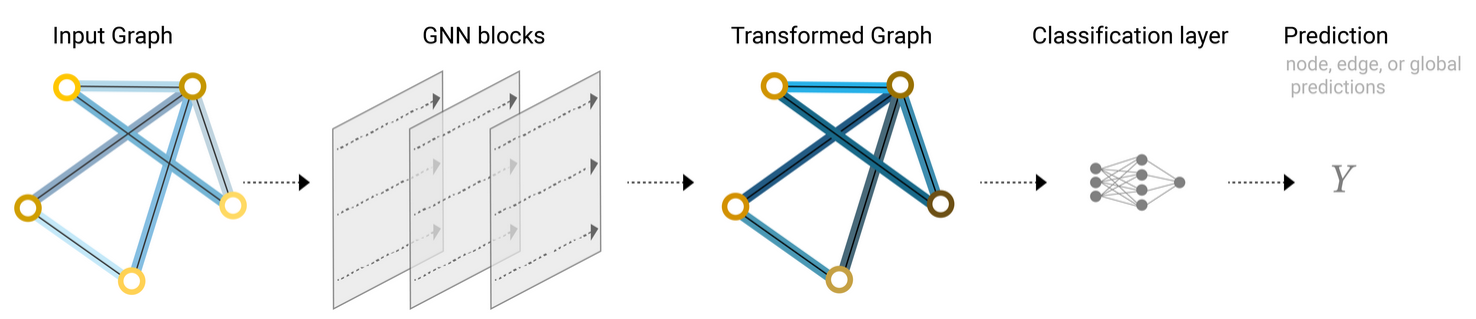 Input Graph
GNN blocks
Transformed Graph
Classification layer
Prediction
node, edge, or global
predictions
Y